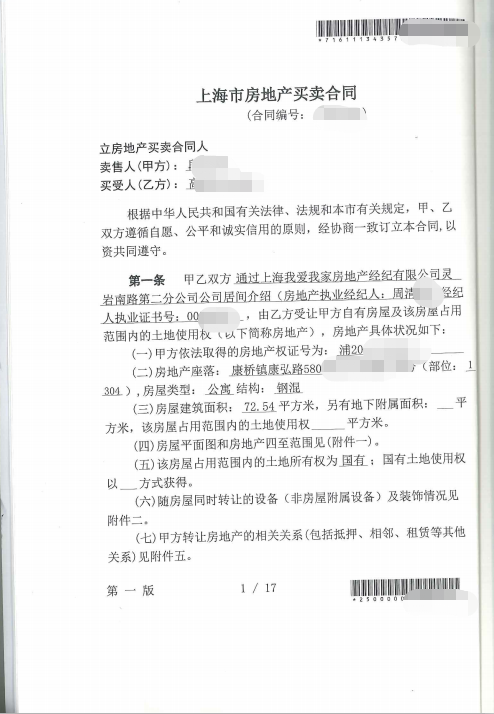 *71611134357
上海市房地产买卖合同
(合同编号: )
立房地产买卖合同人
卖售人(甲方):
买受人(乙方): 高
根据中华人民共和国有关法律、法规和本市有关规定, 甲、乙
双方遵循自愿、公平和诚实信用的原则, 经协商一致订立本合同, 以
资共同遵守。
第一条 甲乙双方通过上海我爱我家房地产经纪有限公司灵
岩南路第二分公司公司居间介绍(房地产执业经纪人: 周清 经纪
人执业证书号: 00 , 由乙方受让甲方自有房屋及该房屋占用
范围内的土地使用权(以下简称房地产), 房地产具体状况如下:
(一)甲方依法取得的房地产权证号为: 浦20
(二)房地产座落: 康桥镇康弘路580 (部位: 1
304), 房屋类型: 公寓 结构: 钢混
(三)房屋建筑面积: 72.54 平方米, 另有地下附属面积: ___ 平
方米, 该房屋占用范围内的土地使用权_____平方米。
(四)房屋平面图和房地产四至范围见(附件一)。
(五)该房屋占用范围内的土地所有权为国有; 国有土地使用权
以___方式获得。
(六)随房屋同时转让的设备(非房屋附属设备)及装饰情况见
附件二。
(七)甲方转让房地产的相关关系(包括抵押、相邻、租赁等其他
关系)见附件五。
第一版 1 / 17
*2500000